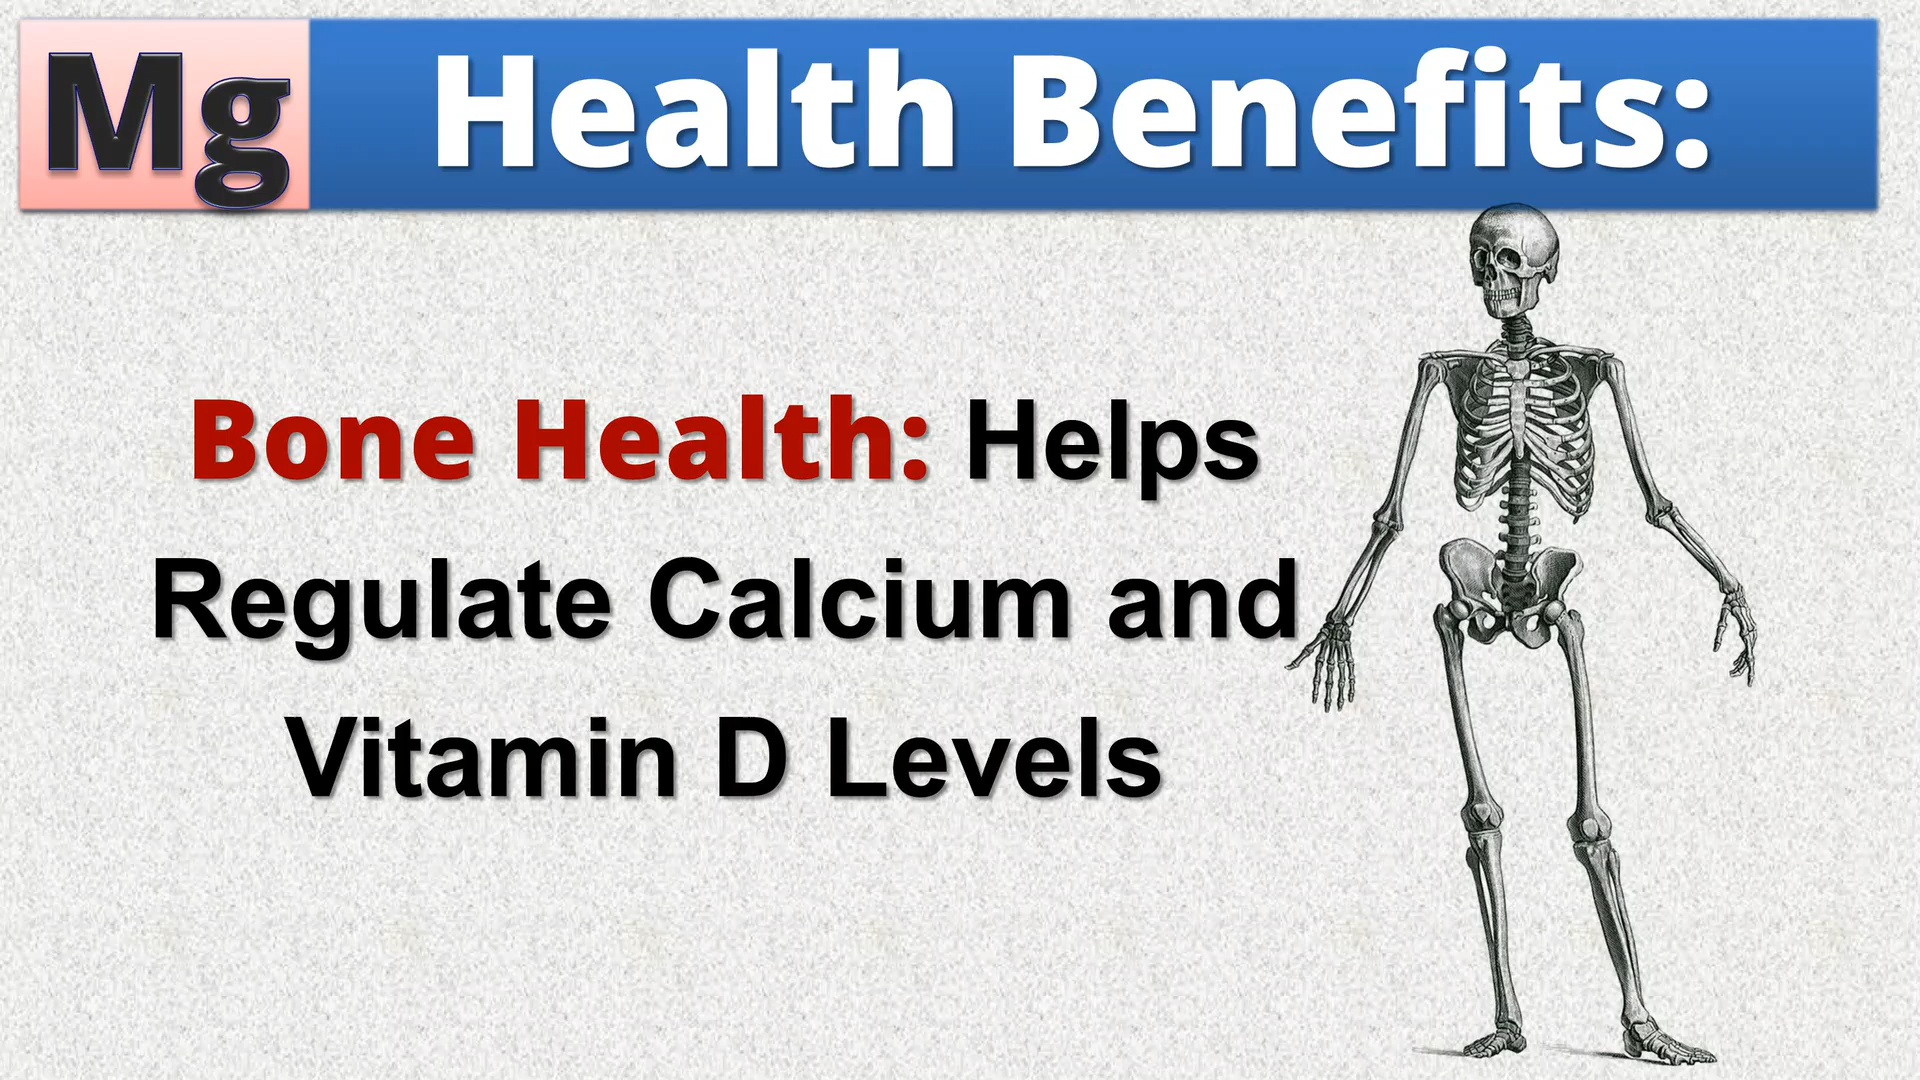 Mg Health Benefits:
Bone Health: Helps
Regulate Calcium and
Vitamin D Levels